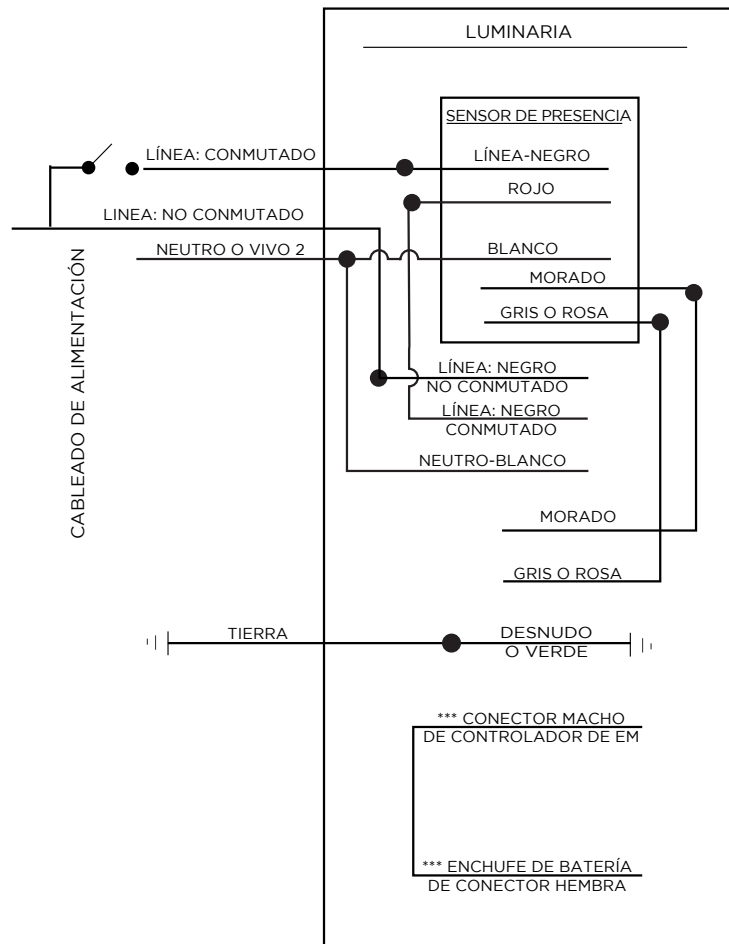 LUMINARIA
SENSOR DE PRESENCIA
LÍNEA: CONMUTADO
LÍNEA-NEGRO
ROJO
LINEA: NO CONMUTADO
NEUTRO O VIVO 2
BLANCO
MORADO
GRIS O ROSA
CABLEADO DE ALIMENTACIÓN
LÍNEA: NEGRO
NO CONMUTADO
LÍNEA: NEGRO
CONMUTADO
NEUTRO-BLANCO
MORADO
GRIS O ROSA
TIERRA
DESNUDO
O VERDE
*** CONECTOR MACHO
DE CONTROLADOR DE EM
*** ENCHUFE DE BATERÍA
DE CONECTOR HEMBRA